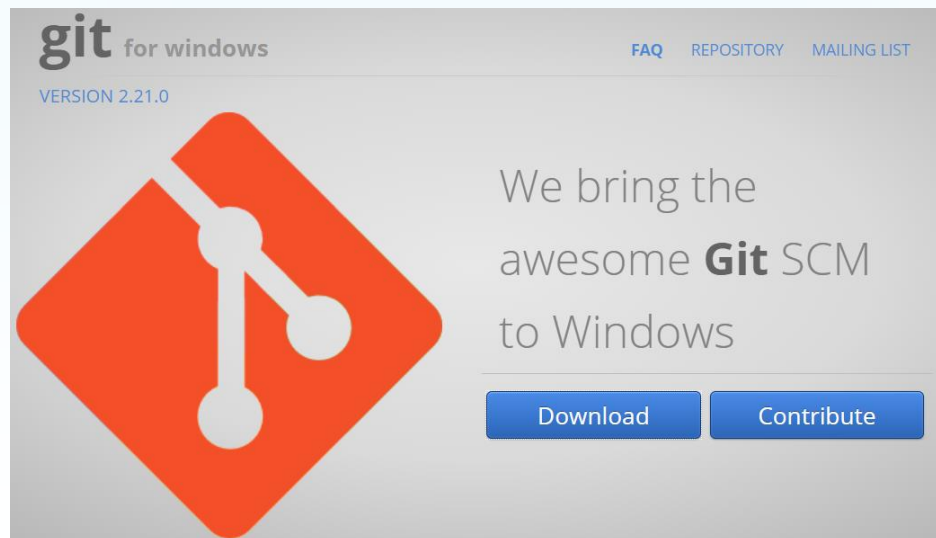 git for windows
FAQ REPOSITORY MAILING LIST
VERSION 2.21.0
We bring the
awesome Git SCM
to Windows
Download Contribute